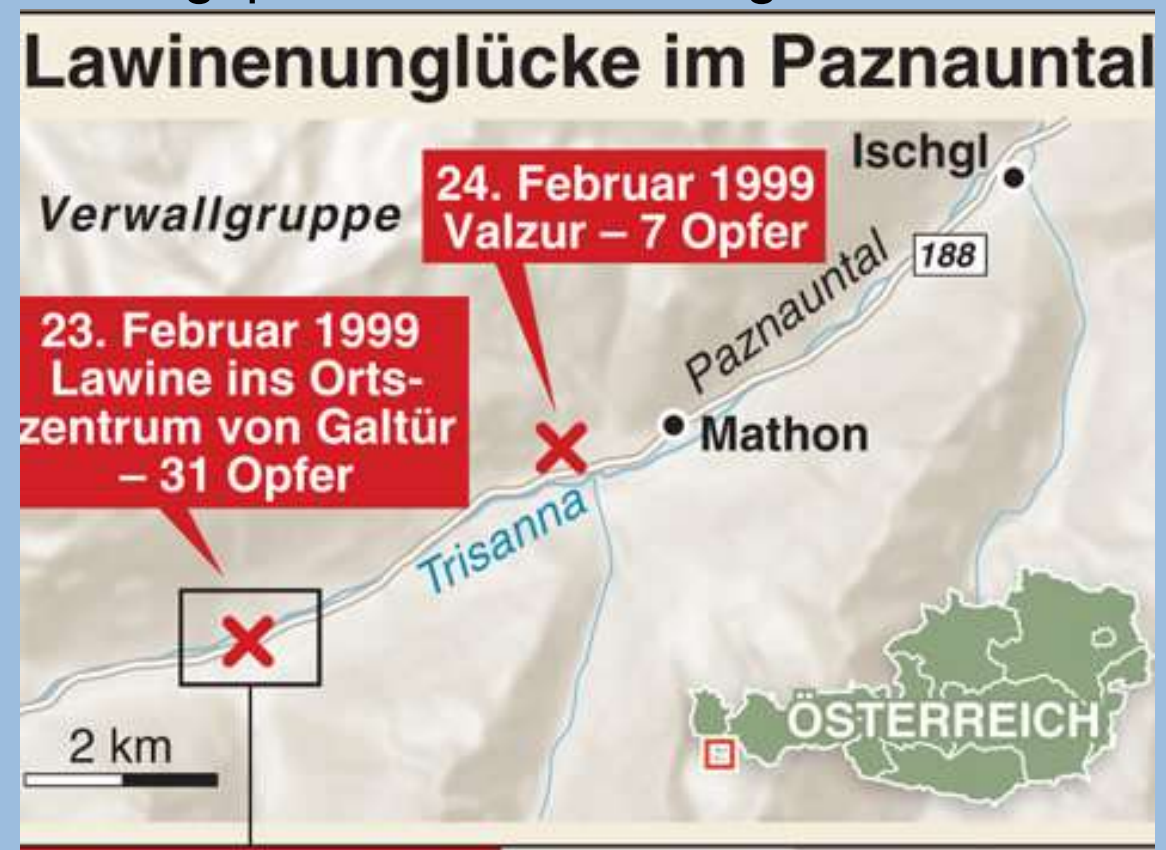 Lawinenunglücke im Paznauntal
Ischgl
24. Februar 1999
Valzur – 7 Opfer
Verwallgruppe
188
Paznauntal
23. Februar 1999
Lawine ins Orts-
zentrum von Galtür
– 31 Opfer
Mathon
Trisanna
ÖSTERREICH
2 km